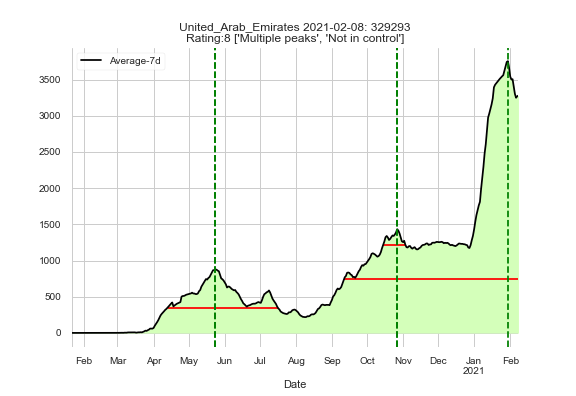 United_Arab_Emirates 2021-02-08: 329293
Rating:8 ['Multiple peaks', 'Not in control']
Average-7d
3500
3000
2500
2000
1500
1000
500
0
Feb Mar Apr May Jun Jul Aug Sep Oct Nov Dec Jan Feb
2021
Date